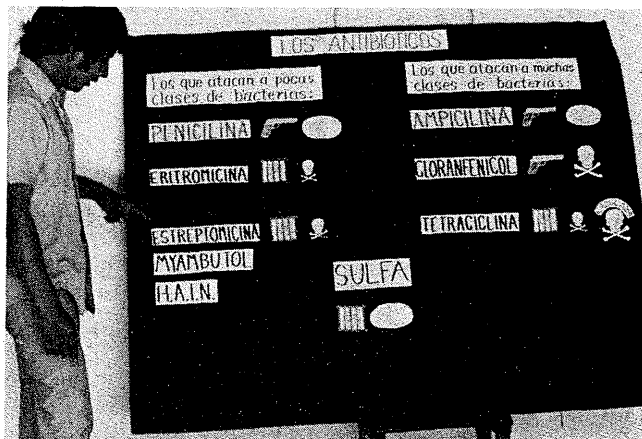 LOS ANTIBIOTICOS
Los que atacan a pocas
clases de bacterias:
PENICILINA
ERITROMICINA
ESTREPTOMICINA
MYAMBUTOL
H.A.I.N.
Los que atacan a muchas
clases de bacterias:
AMPICILINA
CLORANFENICOL
TETRACICLINA
SULFA